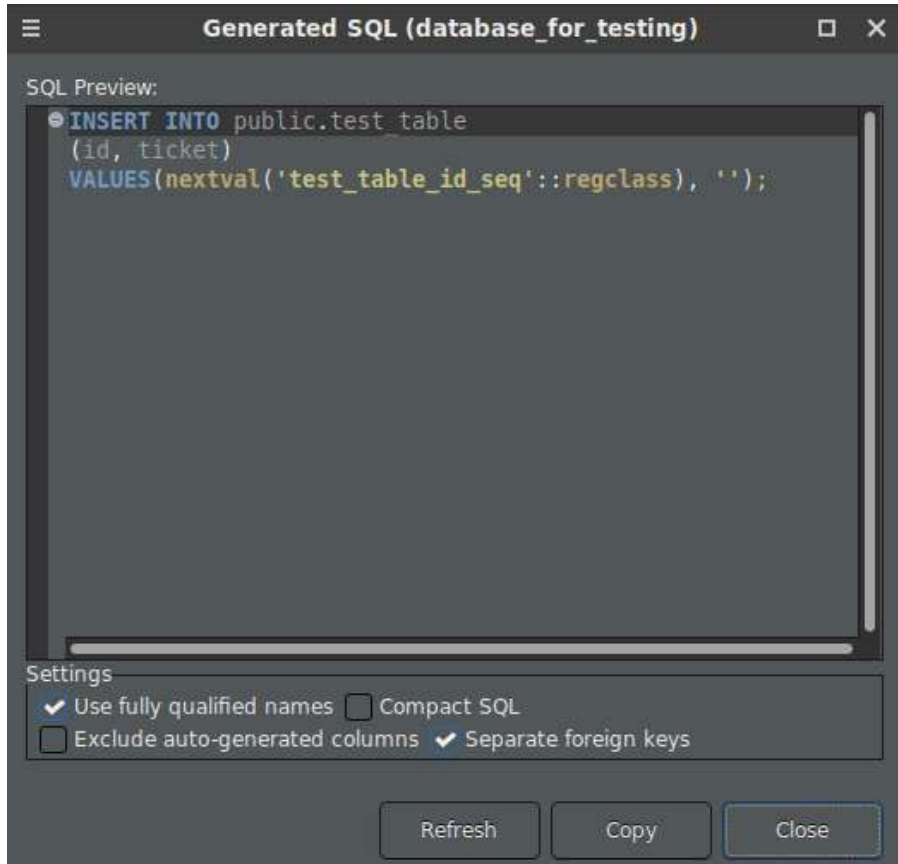 Generated SQL (database_for_testing)
SQL Preview:
INSERT INTO public.test_table
(id, ticket)
VALUES(nextval('test_table_id_seq'::regclass), '');
Settings
Use fully qualified names Compact SQL
Exclude auto-generated columns Separate foreign keys
Refresh Copy Close